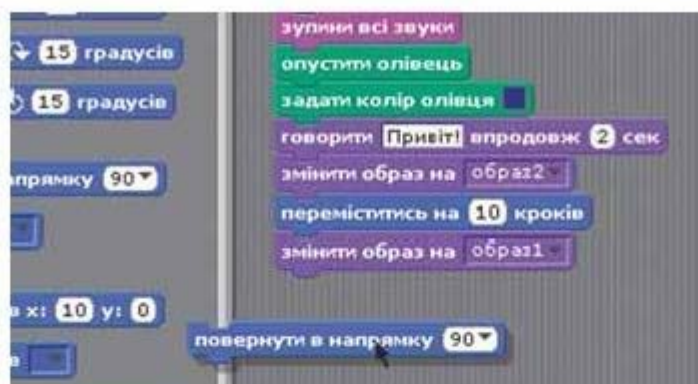 15 градусів
15 градусів
напрямку 90
в x: 10 y: 0
в
зупини всі звуки
опустити олівець
задати колір олівця
говорити Привіт! впродовж 2 сек
змінити образ на образ2
переміститись на 10 кроків
змінити образ на образ1
повернути в напрямку 90